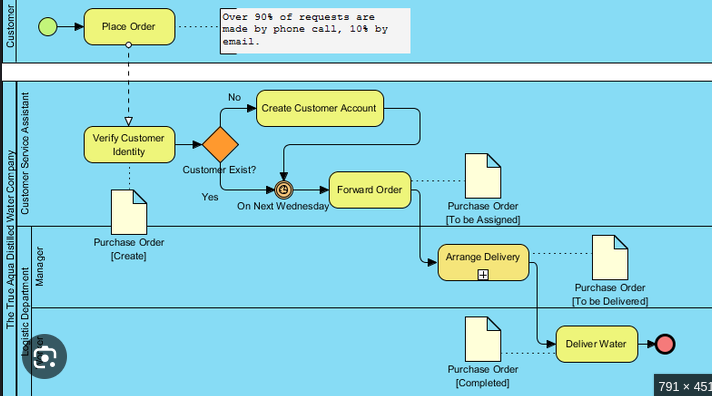 Customer
Place Order
Over 90% of requests are
made by phone call, 10% by
email.
The True Aqua Distilled Water Company
Customer Service Assistant
Verify Customer
Identity
No
Create Customer Account
Customer Exist?
Yes
On Next Wednesday
Forward Order
Purchase Order
[Create]
Purchase Order
[To be Assigned]
Logistic Department
Manager
Arrange Delivery
Purchase Order
[To be Delivered]
Deliver Water
Purchase Order
[Completed]
791 × 451